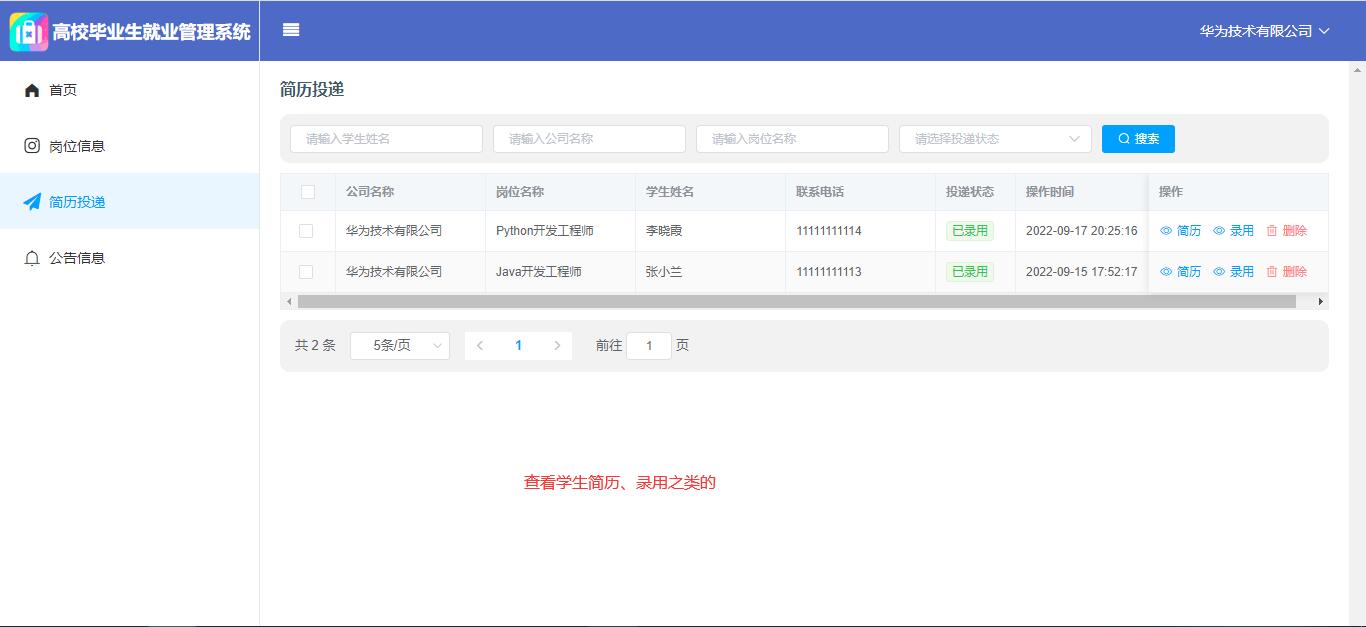 高校毕业生就业管理系统
华为技术有限公司
首页
岗位信息
简历投递
公告信息
简历投递
请输入学生姓名 请输入公司名称 请输入岗位名称 请选择投递状态 搜索
公司名称 岗位名称 学生姓名 联系电话 投递状态 操作时间 操作
华为技术有限公司 Python开发工程师 李晓霞 11111111114 已录用 2022-09-17 20:25:16 简历 录用 删除
华为技术有限公司 Java开发工程师 张小兰 11111111113 已录用 2022-09-15 17:52:17 简历 录用 删除
共 2 条 5条/页 1 前往 1 页
查看学生简历、录用之类的